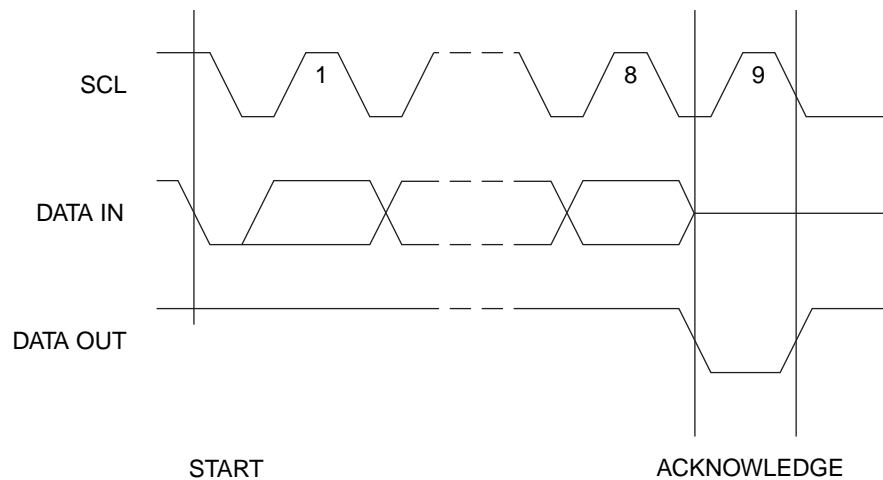 SCL
1
8
9
DATA IN
DATA OUT
START
ACKNOWLEDGE